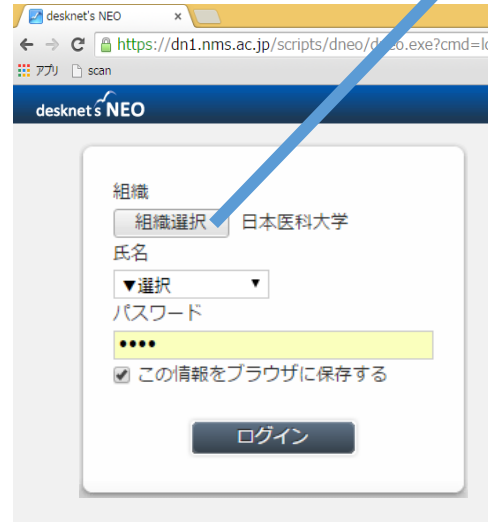 desknet's NEO
https://dn1.nms.ac.jp/scripts/dneo/d
o.exe?cmd=l
アプリ scan
desknet's NEO
組織
組織選択 日本医科大学
氏名
▼選択 ▼
パスワード
••••
この情報をブラウザに保存する
ログイン